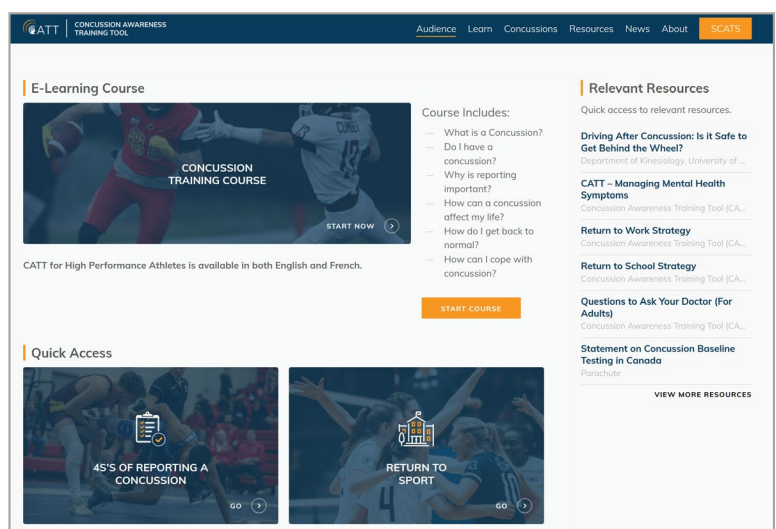 CATT
CONCUSSION AWARENESS
TRAINING TOOL
Audience Learn Concussions Resources News About SCAT5
E-Learning Course
CONCUSSION
TRAINING COURSE
START NOW
CATT for High Performance Athletes is available in both English and French.
Course Includes:
— What is a Concussion?
— Do I have a
concussion?
— Why is reporting
important?
— How can a concussion
affect my life?
— How do I get back to
normal?
— How can I cope with
concussion?
START COURSE
Quick Access
4S'S OF REPORTING A
CONCUSSION
GO
RETURN TO
SPORT
GO
Relevant Resources
Quick access to relevant resources.
Driving After Concussion: Is it Safe to
Get Behind the Wheel?
Department of Kinesiology, University of ...
CATT – Managing Mental Health
Symptoms
Concussion Awareness Training Tool (CA...
Return to Work Strategy
Concussion Awareness Training Tool (CA...
Return to School Strategy
Concussion Awareness Training Tool (CA...
Questions to Ask Your Doctor (For
Adults)
Concussion Awareness Training Tool (CA...
Statement on Concussion Baseline
Testing in Canada
Parachute
VIEW MORE RESOURCES